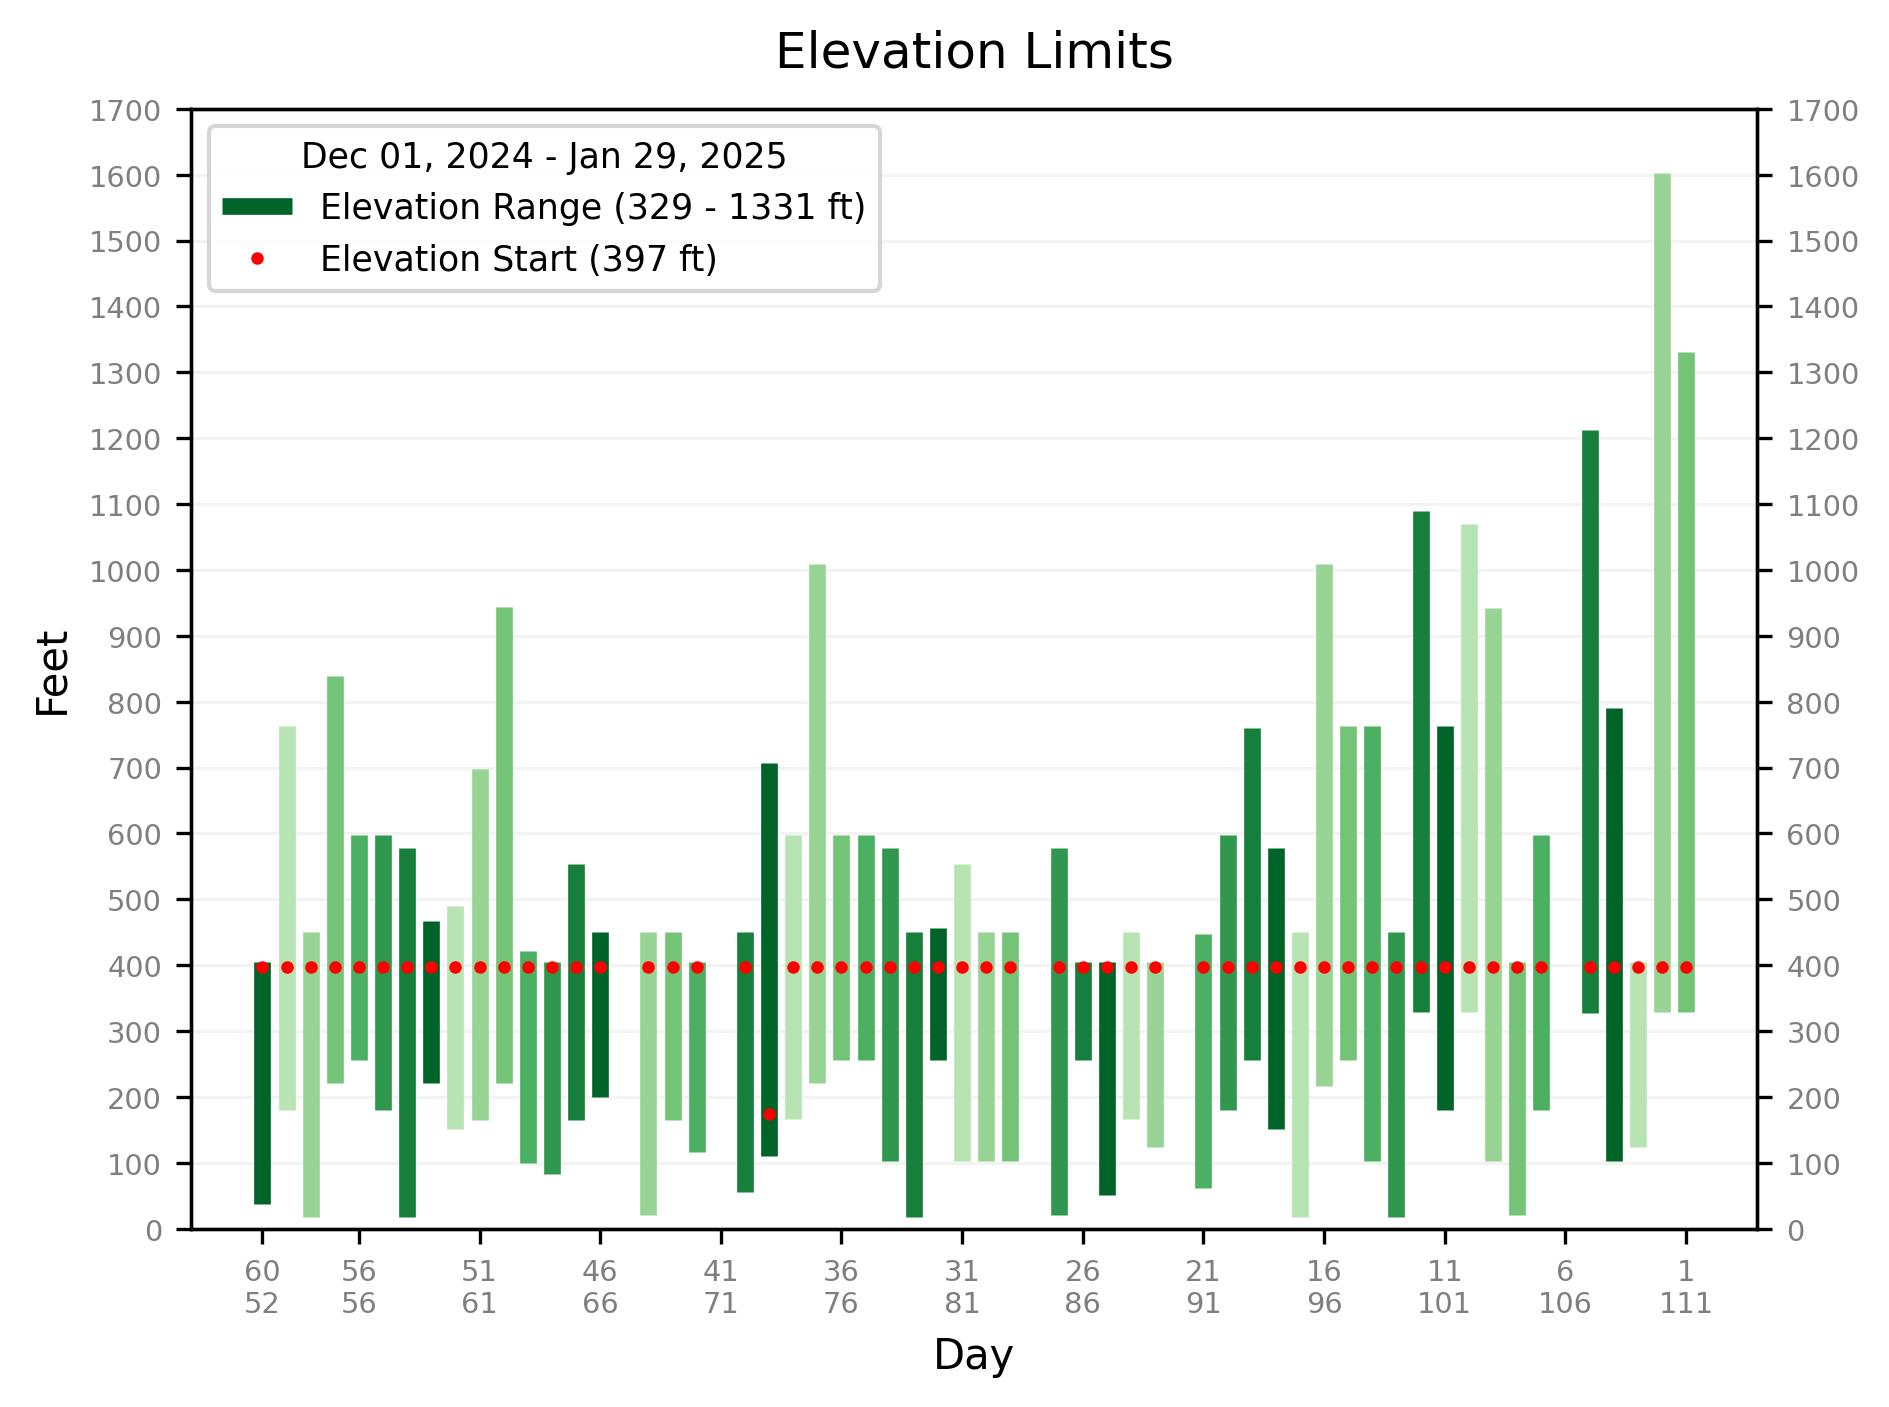 Elevation Limits
Dec 01, 2024 - Jan 29, 2025
Elevation Range (329 - 1331 ft)
Elevation Start (397 ft)
1700 1700
1600 1600
1500 1500
1400 1400
1300 1300
1200 1200
1100 1100
1000 1000
900 900
800 800
700 700
600 600
500 500
400 400
300 300
200 200
100 100
0 0
Feet
60 56 51 46 41 36 31 26 21 16 11 6 1
52 56 61 66 71 76 81 86 91 96 101 106 111
Day